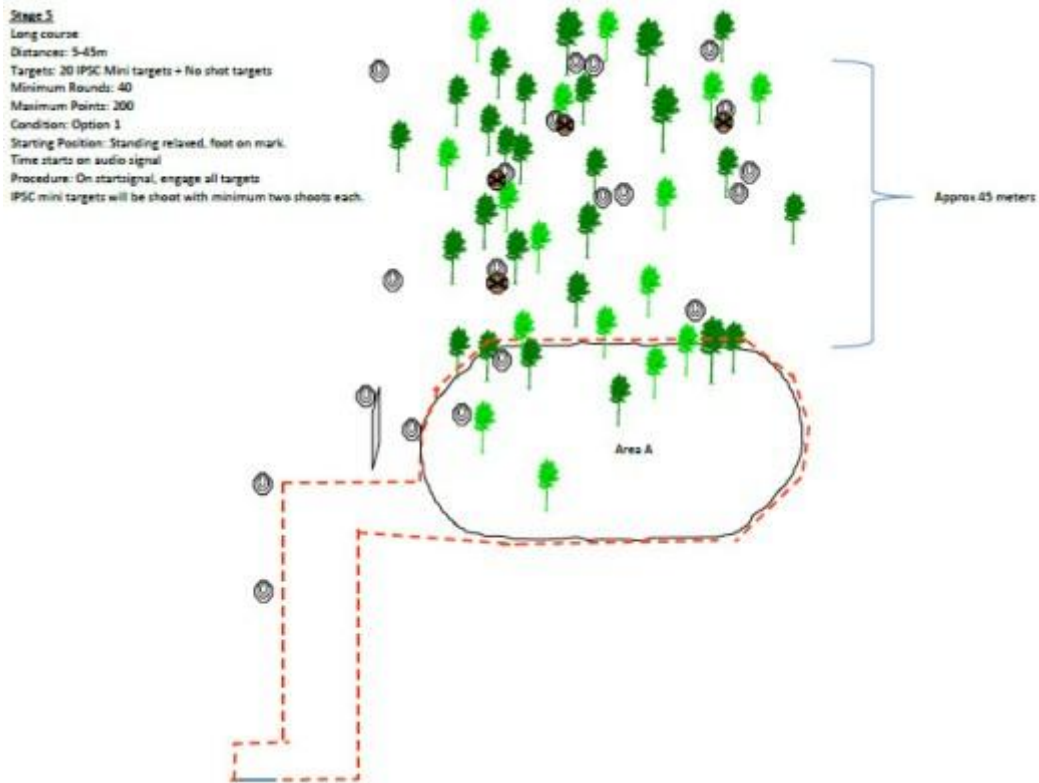 Stage 5
Long course
Distances: 5-45m
Targets: 20 IPSC Mini targets + No shot targets
Minimum Rounds: 40
Maximum Points: 200
Condition: Option 1
Starting Position: Standing relaxed, foot on mark.
Time starts on audio signal
Procedure: On startsignal, engage all targets
IPSC mini targets will be shoot with minimum two shoots each.
Approx 45 meters
Area A